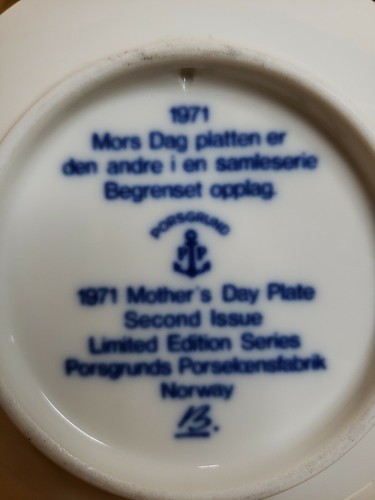 1971
Mors Dag platten er
den andre i en samleserie
Begrenset opplag.
PORSGRUND
P P
1971 Mother's Day Plate
Second Issue
Limited Edition Series
Porsgrunds Porselænsfabrik
Norway
B.